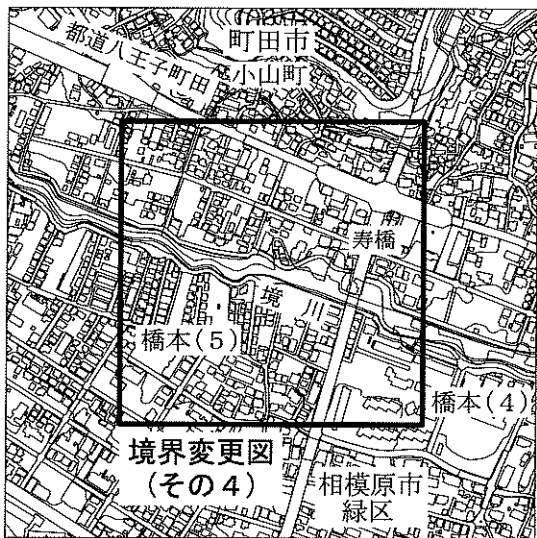 都道八王子町田
町田市
小山町
寿橋
境川
橋本(5)
橋本(4)
境界変更図
(その4)
相模原市
緑区